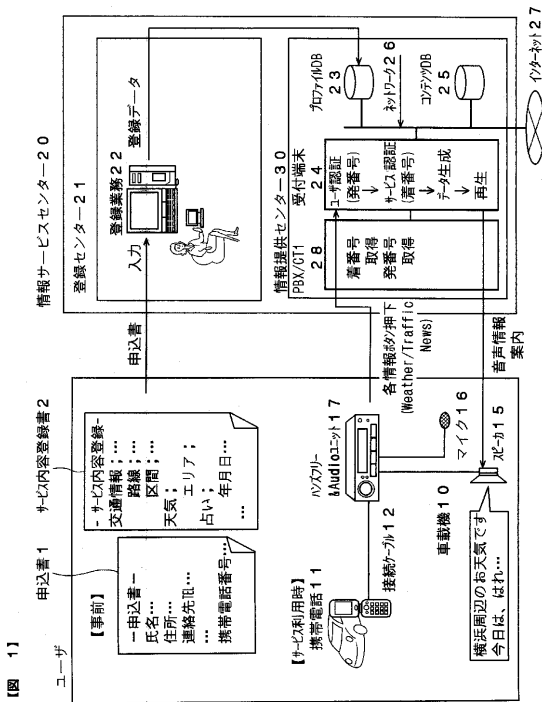 【図 1】
ユーザ
申込書1
サービス内容登録書2
【事前】
-申込書-
氏名...
住所...
連絡先℡...
...
携帯電話番号...
- サービス内容登録-
交通情報;...
路線;...
区間;...
天気;
エリア;
占い;
年月日...
...
【サービス利用時】
携帯電話11
接続ケーブル12
ハンズフリー
&Audioユニット17
マイク16
スピーカ15
車載機10
横浜周辺のお天気です
今日は、はれ...
申込書
各情報ボタン押下
(Weather/Traffic
News)
音声情報
案内
情報サービスセンター20
登録センター21
登録業務22
入力
登録データ
情報提供センター30
PBX/CT1
28
着番号
取得
発番号
取得
受付端末
24
ユーザ認証
(発番号)
↓
サービス認証
(着番号)
↓
データ生成
↓
再生
プロファイルDB
23
ネットワーク26
コンテンツDB
25
インターネット27